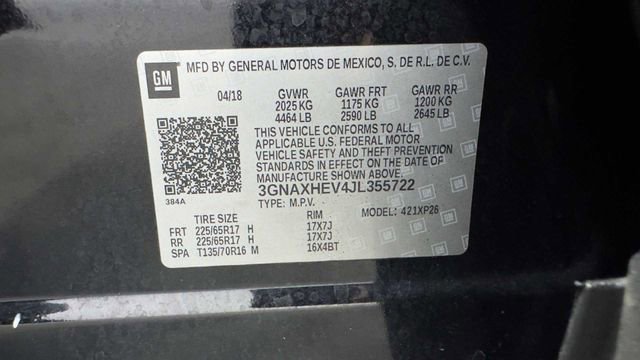 GM MFD BY GENERAL MOTORS DE MEXICO, S. DE R.L. DE C.V.
04/18 GVWR GAWR FRT GAWR RR
2025 KG 1175 KG 1200 KG
4464 LB 2590 LB 2645 LB
THIS VEHICLE CONFORMS TO ALL
APPLICABLE U.S. FEDERAL MOTOR
VEHICLE SAFETY AND THEFT PREVENTION
STANDARDS IN EFFECT ON THE DATE OF
MANUFACTURE SHOWN ABOVE.
3GNAXHEV4JL355722
384A TYPE: M.P.V. MODEL: 421XP26
TIRE SIZE RIM
FRT 225/65R17 H 17X7J
RR 225/65R17 H 17X7J
SPA T135/70R16 M 16X4BT